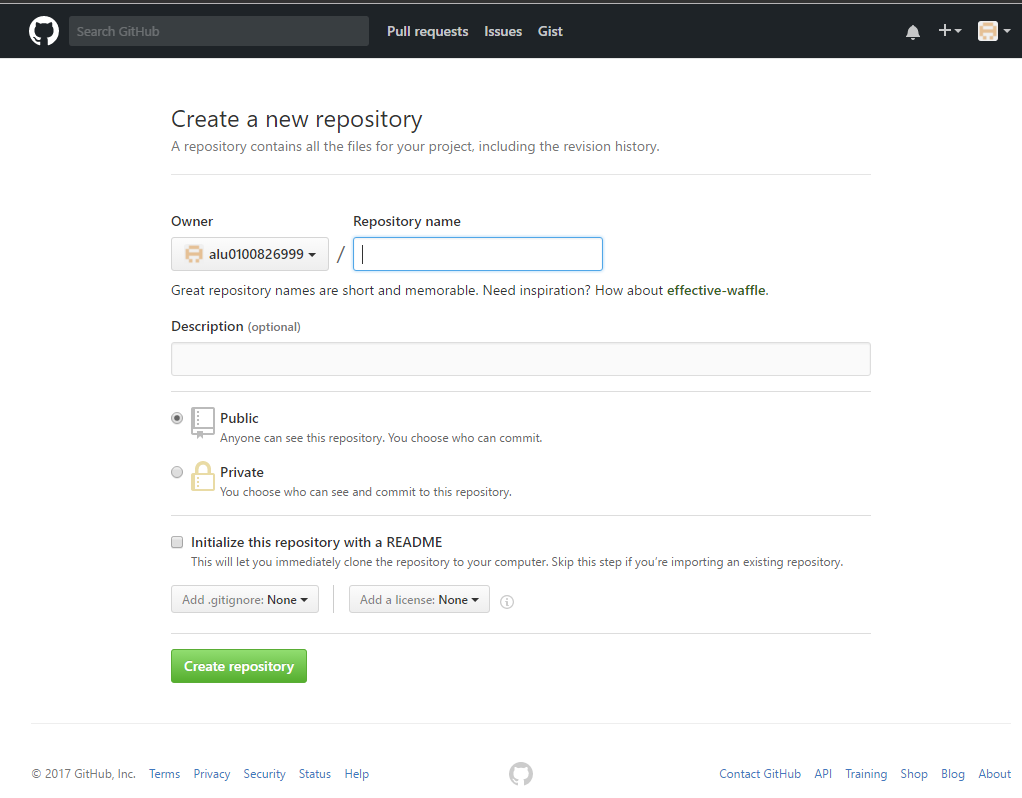 Search GitHub Pull requests Issues Gist
Create a new repository
A repository contains all the files for your project, including the revision history.
Owner Repository name
alu0100826999 /
Great repository names are short and memorable. Need inspiration? How about effective-waffle.
Description (optional)
Public
Anyone can see this repository. You choose who can commit.
Private
You choose who can see and commit to this repository.
Initialize this repository with a README
This will let you immediately clone the repository to your computer. Skip this step if you’re importing an existing repository.
Add .gitignore: None Add a license: None
Create repository
© 2017 GitHub, Inc. Terms Privacy Security Status Help Contact GitHub API Training Shop Blog About